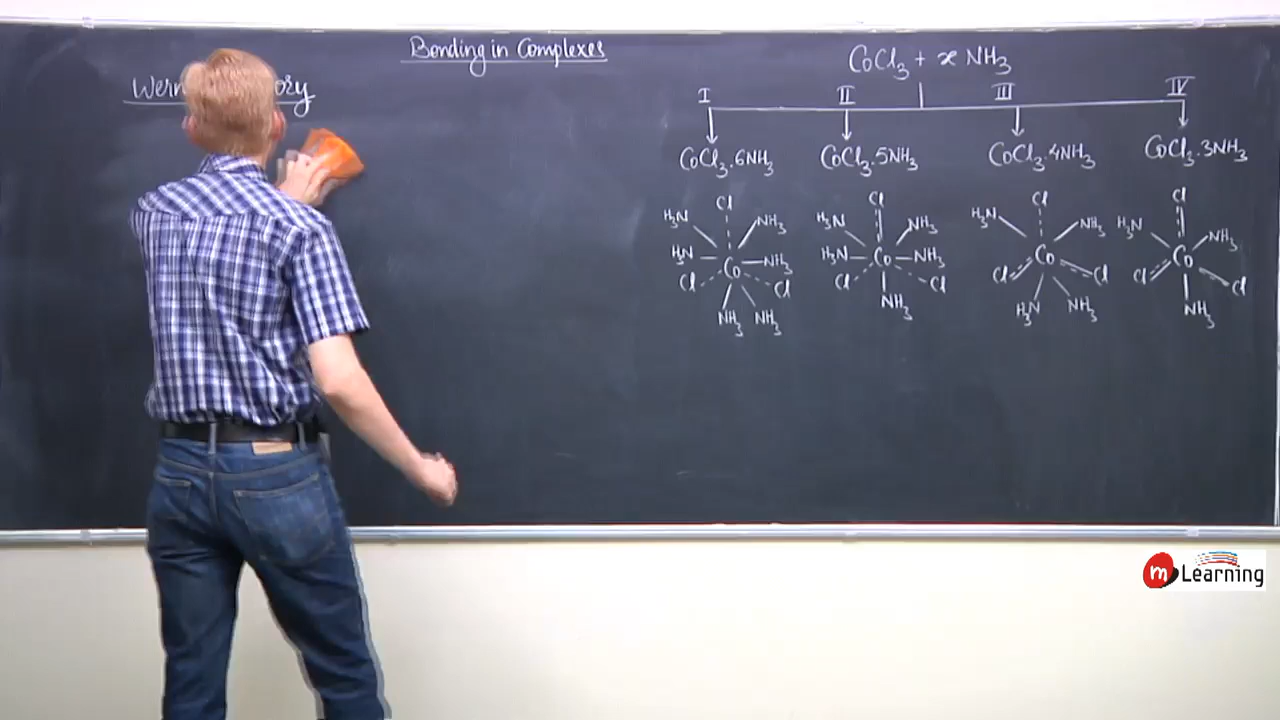 Bonding in Complexes
Wern ory
CoCl₃ + x NH₃
I II III IV
CoCl₃.6NH₃ CoCl₃.5NH₃ CoCl₃.4NH₃ CoCl₃.3NH₃
Cl Cl Cl Cl
H₃N NH₃ H₃N NH₃ H₃N NH₃ H₃N NH₃
H₃N Co NH₃ H₃N Co NH₃ Co Co
Cl Cl Cl Cl Cl Cl Cl Cl
NH₃ NH₃ NH₃ H₃N NH₃ NH₃
m Learning